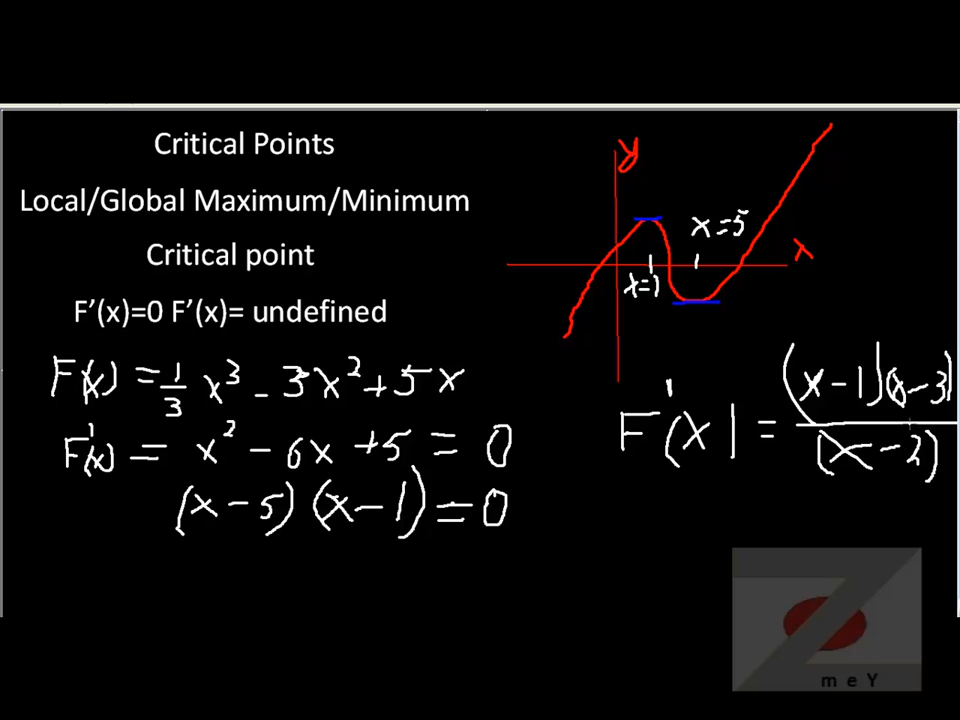 Critical Points
Local/Global Maximum/Minimum
Critical point
F’(x)=0 F’(x)= undefined
F(x) = 1/3 x³ - 3x² + 5x
F'(x) = x² - 6x + 5 = 0
(x - 5) (x - 1) = 0
y
x = 5
x
x=1
F'(x) = (x - 1)(x - 3)
(x - 2)
meY